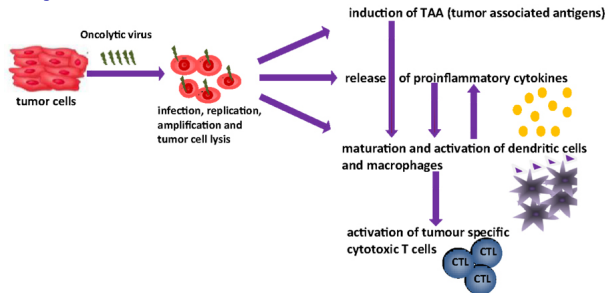 induction of TAA (tumor associated antigens)
Oncolytic virus
release of proinflammatory cytokines
tumor cells
infection, replication,
amplification and
tumor cell lysis
maturation and activation of dendritic cells
and macrophages
activation of tumour specific
cytotoxic T cells
CTL
CTL
CTL